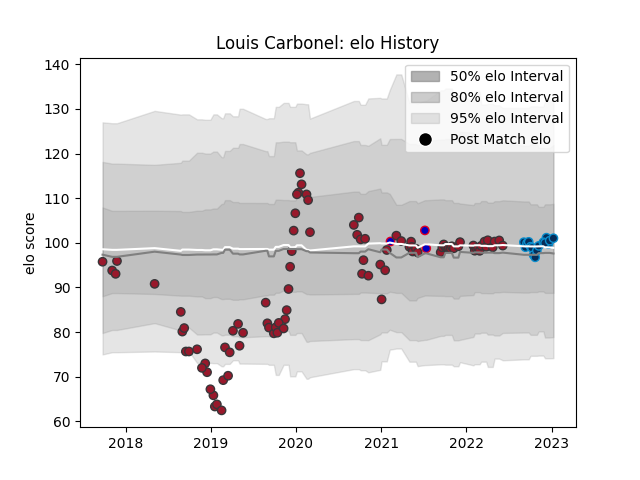 Louis Carbonel: elo History
140
130
120
110
100
90
80
70
60
elo score
50% elo Interval
80% elo Interval
95% elo Interval
Post Match elo
2018 2019 2020 2021 2022 2023